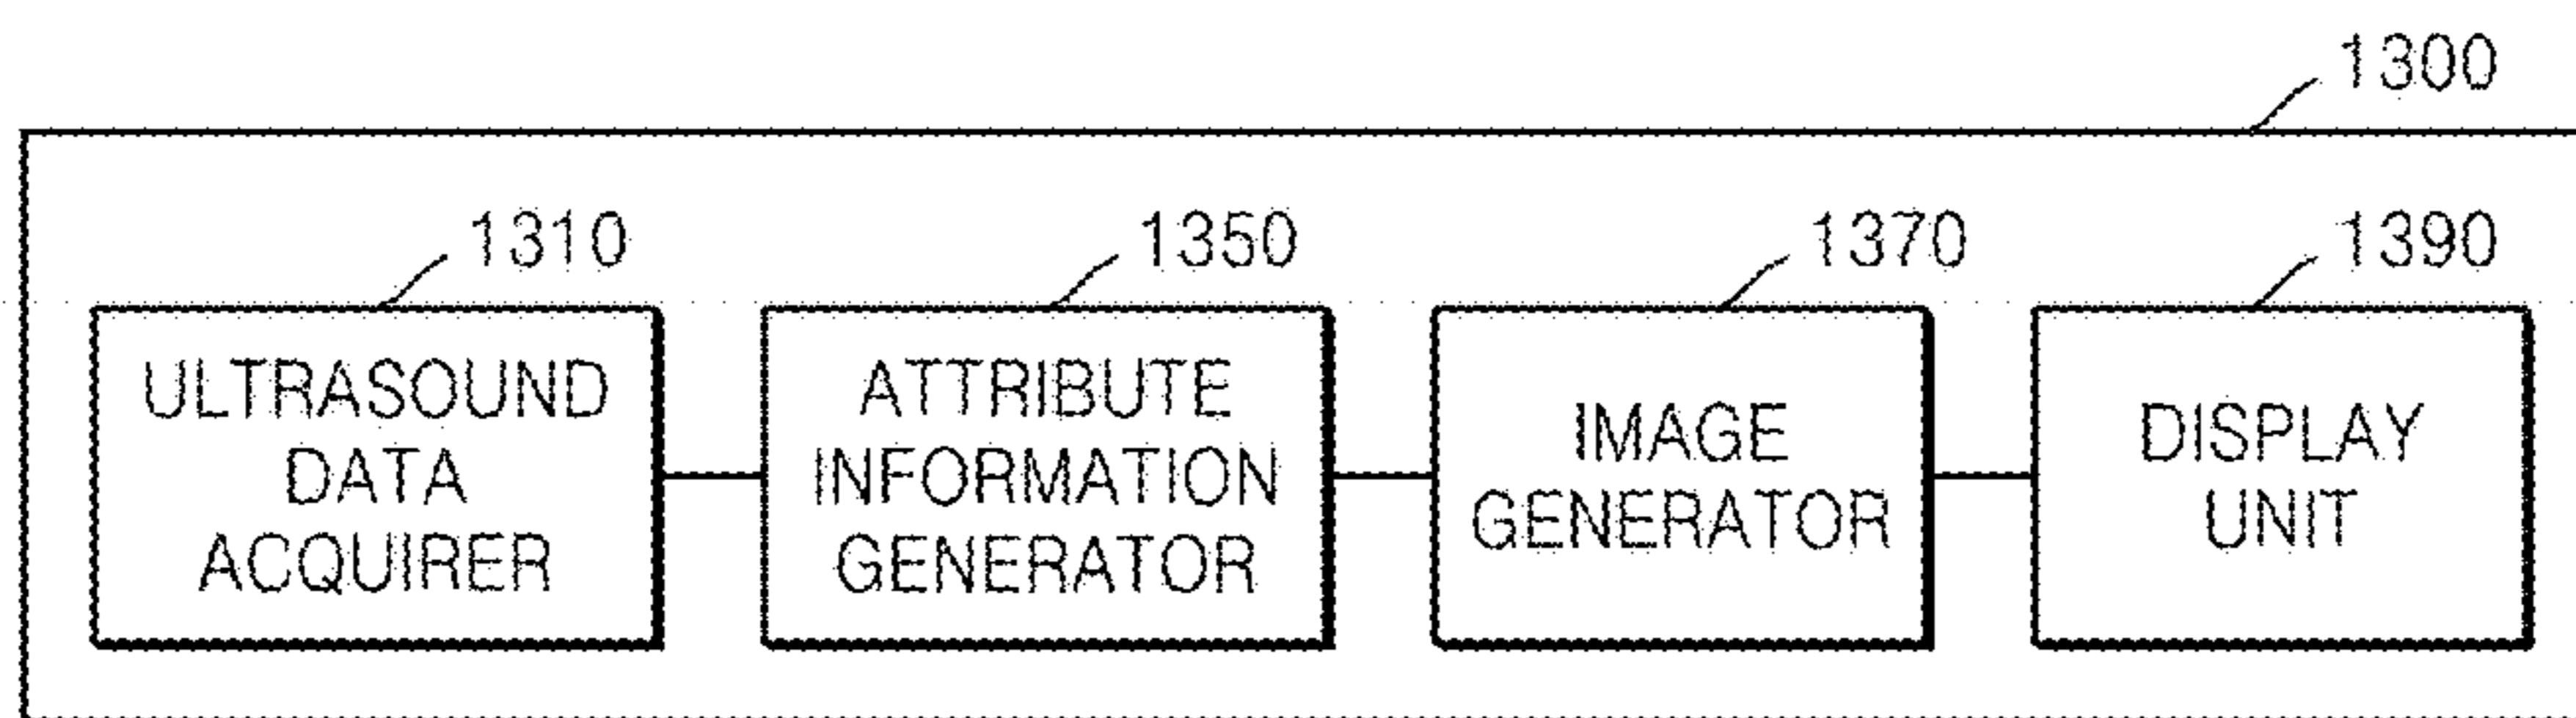 1300
1310
1350
1370
1390
ULTRASOUND
DATA
ACQUIRER
ATTRIBUTE
INFORMATION
GENERATOR
IMAGE
GENERATOR
DISPLAY
UNIT